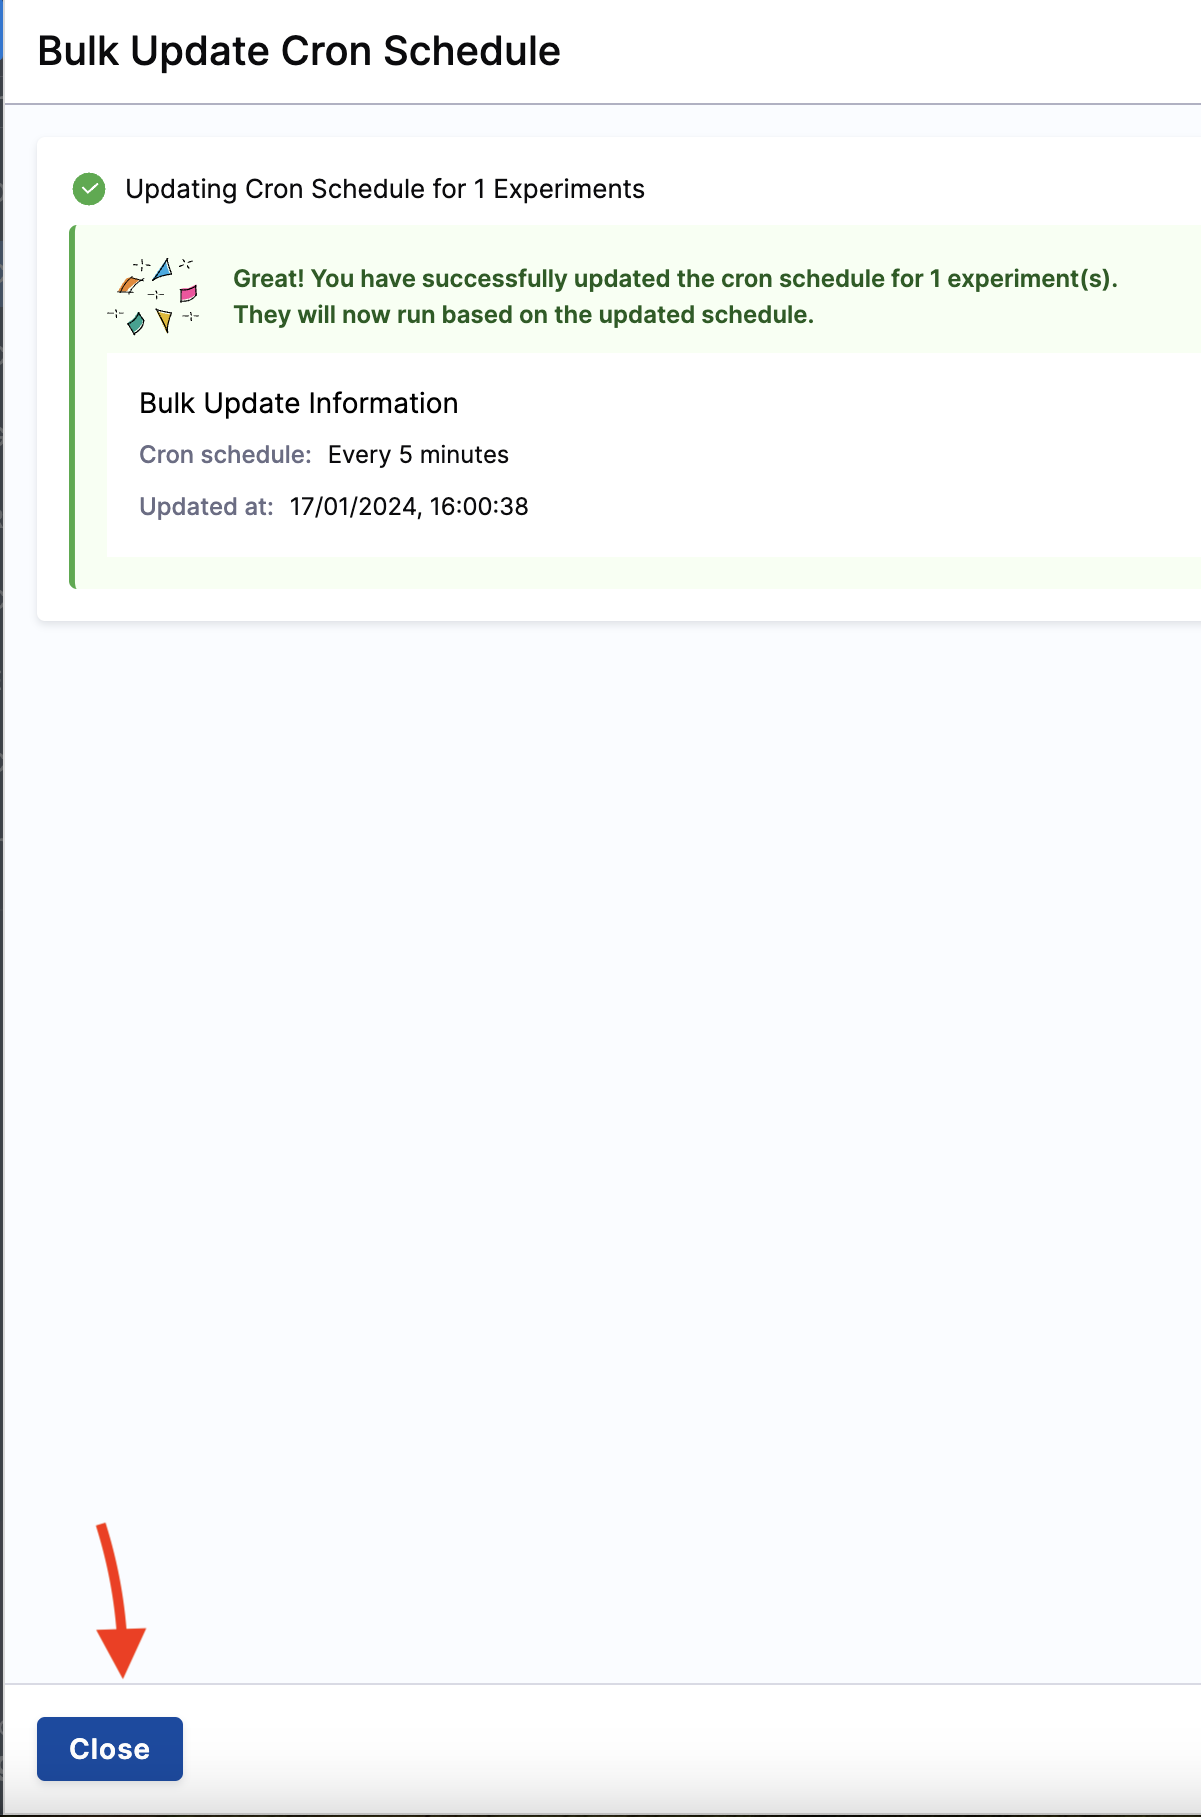 Bulk Update Cron Schedule
Updating Cron Schedule for 1 Experiments
Great! You have successfully updated the cron schedule for 1 experiment(s).
They will now run based on the updated schedule.
Bulk Update Information
Cron schedule: Every 5 minutes
Updated at: 17/01/2024, 16:00:38
Close